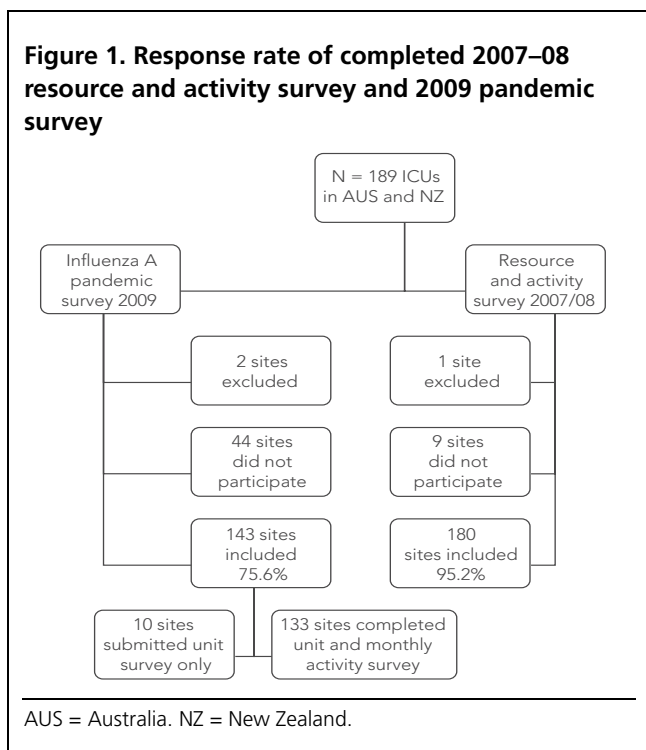 Figure 1. Response rate of completed 2007–08
resource and activity survey and 2009 pandemic
survey
N = 189 ICUs
in AUS and NZ
Influenza A
pandemic
survey 2009
Resource
and activity
survey 2007/08
2 sites
excluded
1 site
excluded
44 sites
did not
participate
9 sites
did not
participate
143 sites
included
75.6%
180
sites included
95.2%
10 sites
submitted unit
survey only
133 sites completed
unit and monthly
activity survey
AUS = Australia. NZ = New Zealand.